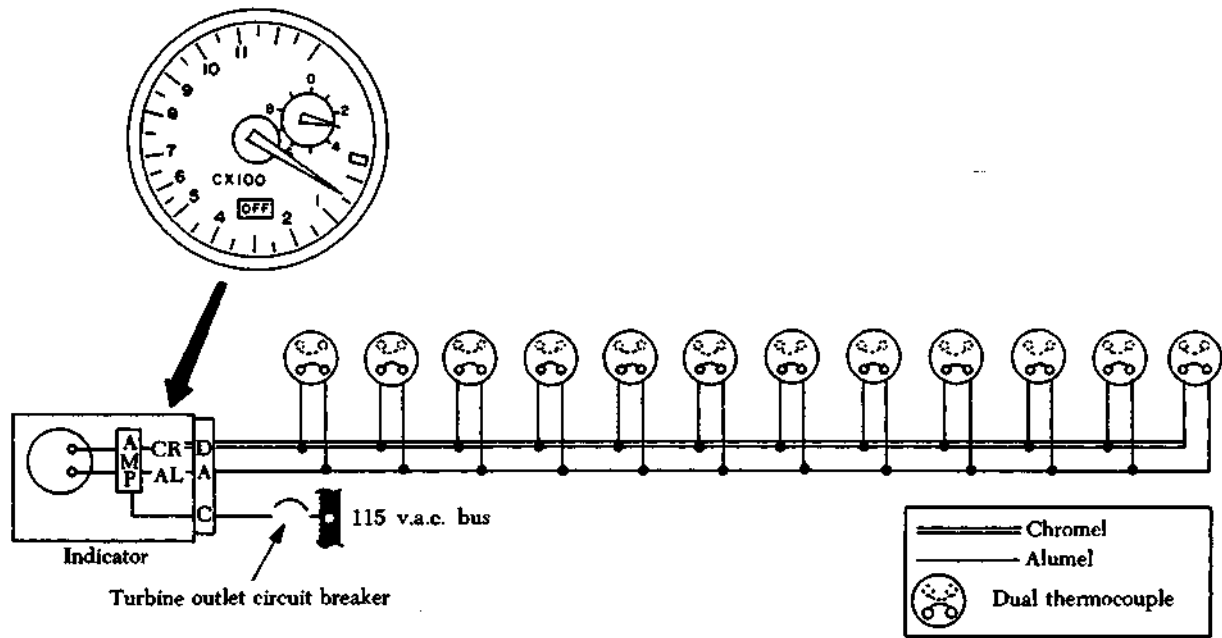 11
10
9
8
7
6
5
4
2
0
2
4
8
CX100
OFF
AMP
CR
D
AL
A
C
115 v.a.c. bus
Indicator
Turbine outlet circuit breaker
Chromel
Alumel
Dual thermocouple